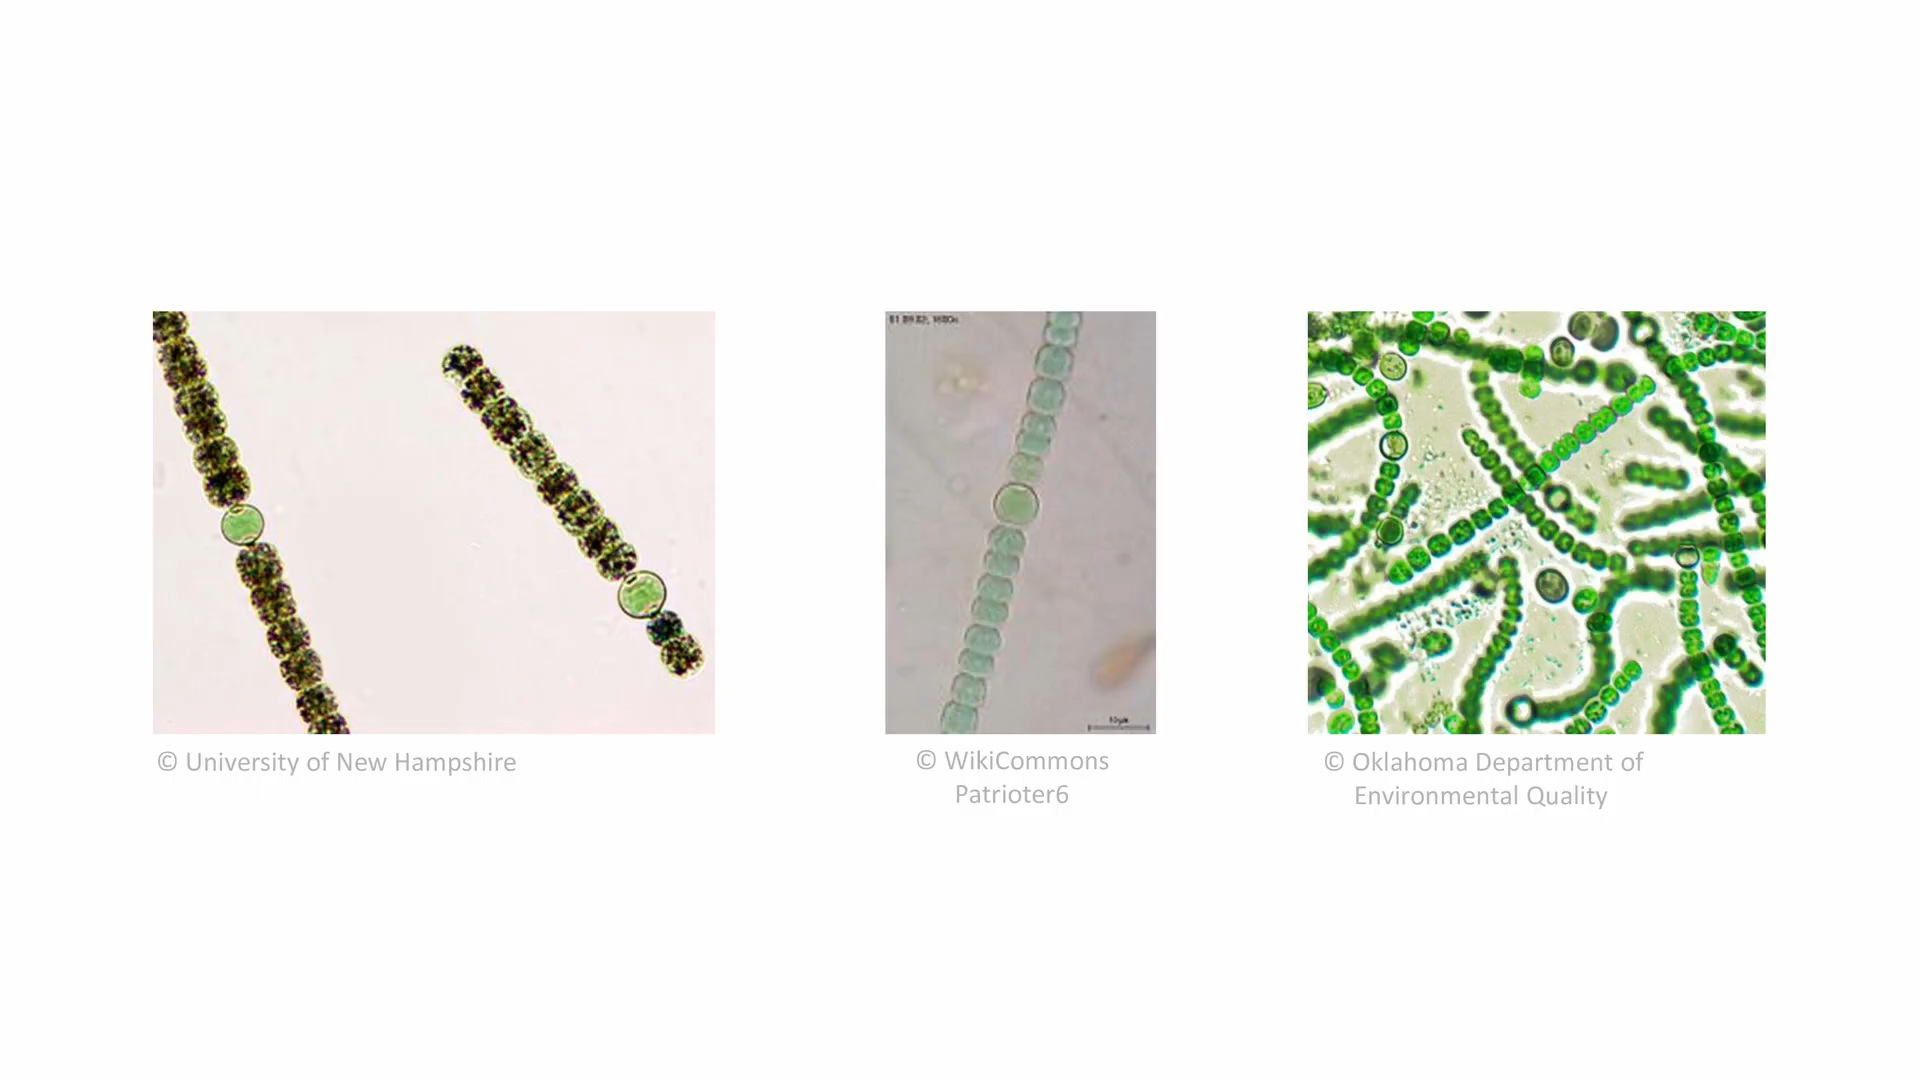 © University of New Hampshire
© WikiCommons
Patrioter6
© Oklahoma Department of
Environmental Quality